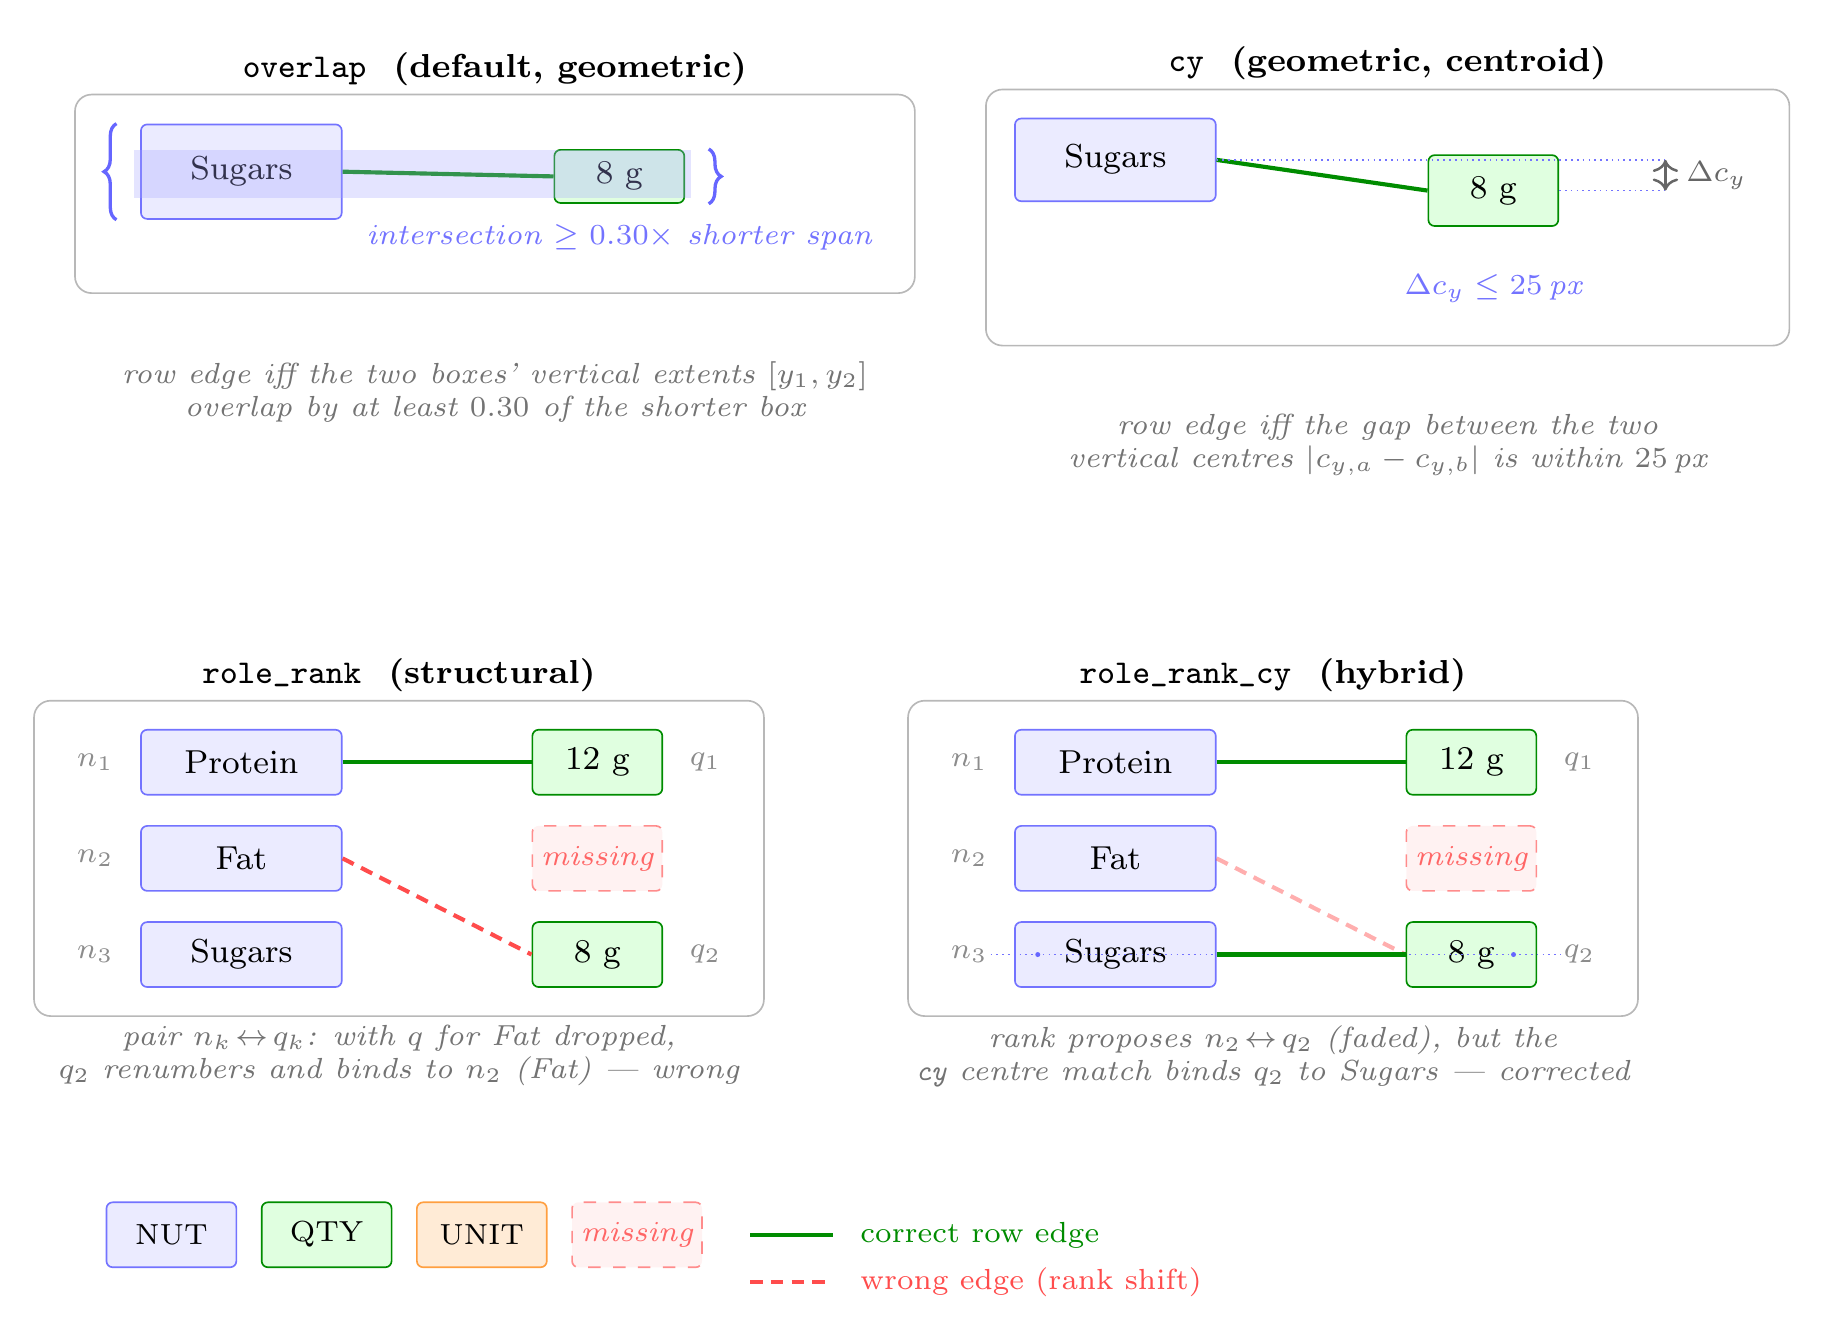 overlap (default, geometric)
Sugars
8 g
intersection ≥ 0.30× shorter span
row edge iff the two boxes' vertical extents [y₁, y₂]
overlap by at least 0.30 of the shorter box
cy (geometric, centroid)
Sugars
8 g
Δc_y
Δc_y ≤ 25 px
row edge iff the gap between the two
vertical centres |c_{y,a} − c_{y,b}| is within 25 px
role_rank (structural)
n₁ Protein 12 g q₁
n₂ Fat missing
n₃ Sugars 8 g q₂
pair n_k↔q_k: with q for Fat dropped,
q₂ renumbers and binds to n₂ (Fat) — wrong
role_rank_cy (hybrid)
n₁ Protein 12 g q₁
n₂ Fat missing
n₃ Sugars 8 g q₂
rank proposes n₂↔q₂ (faded), but the
cy centre match binds q₂ to Sugars — corrected
NUT QTY UNIT missing
correct row edge
wrong edge (rank shift)